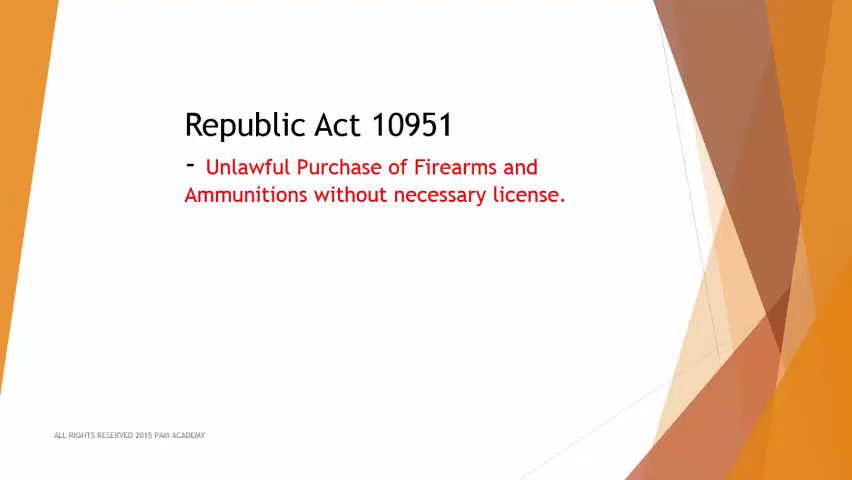 Republic Act 10951
- Unlawful Purchase of Firearms and
Ammunitions without necessary license.
ALL RIGHTS RESERVED 2015 PAM ACADEMY